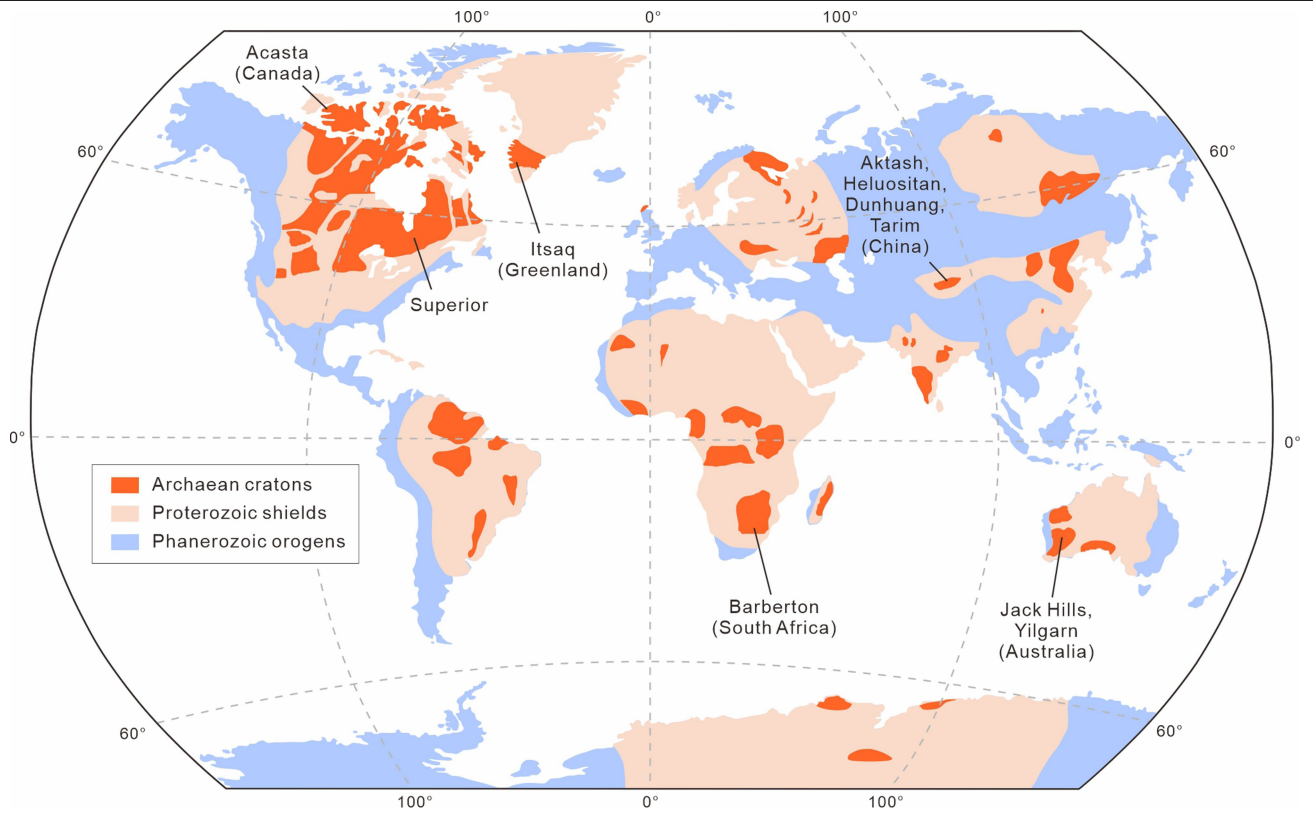 100°
0°
100°
Acasta
(Canada)
60°
60°
Aktash,
Heluositan,
Dunhuang,
Tarim
(China)
Itsaq
(Greenland)
Superior
0°
0°
Archaean cratons
Proterozoic shields
Phanerozoic orogens
Barberton
(South Africa)
Jack Hills,
Yilgarn
(Australia)
60°
60°
100°
0°
100°